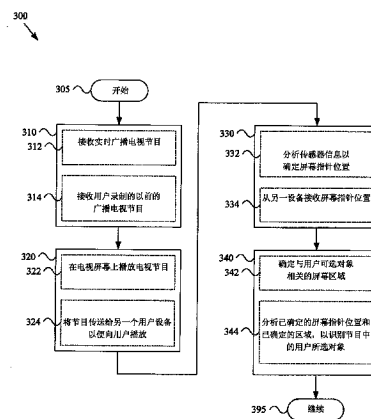 300
305
开始
310
312
接收实时广播电视节目
314
接收用户录制的以前的
广播电视节目
320
322
在电视屏幕上播放电视节目
324
将节目传送给另一个用户设备
以便向用户播放
330
332
分析传感器信息以
确定屏幕指针位置
334
从另一设备接收屏幕指针位置
340
342
确定与用户可选对象
相关的屏幕区域
344
分析已确定的屏幕指针位置和
已确定的区域，以识别节目中
的用户所选对象
395
继续